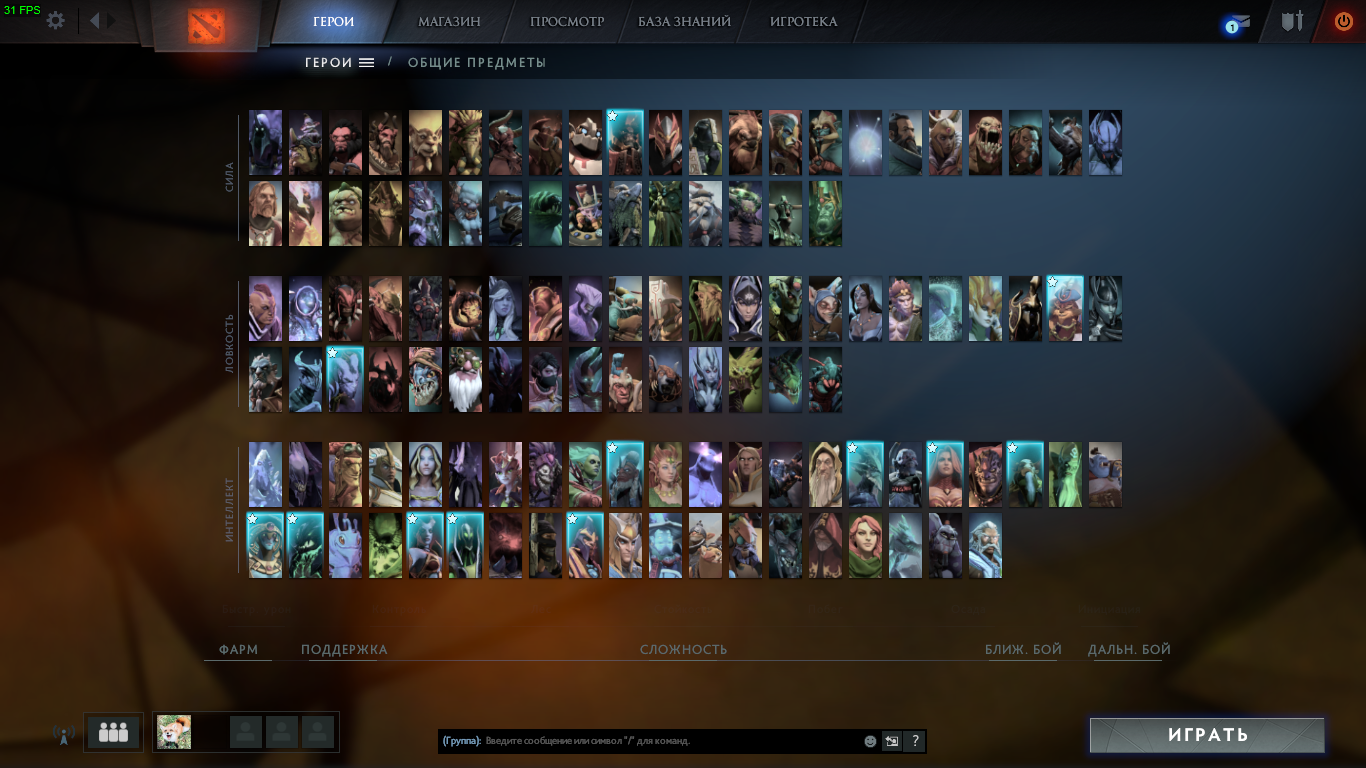 31 FPS
ГЕРОИ
МАГАЗИН
ПРОСМОТР
БАЗА ЗНАНИЙ
ИГРОТЕКА
1
ГЕРОИ / ОБЩИЕ ПРЕДМЕТЫ
СИЛА
ЛОВКОСТЬ
ИНТЕЛЛЕКТ
ФАРМ
ПОДДЕРЖКА
СЛОЖНОСТЬ
БЛИЖ. БОЙ
ДАЛЬН. БОЙ
(Группа): Введите сообщение или символ "/" для команд.
?
ИГРАТЬ